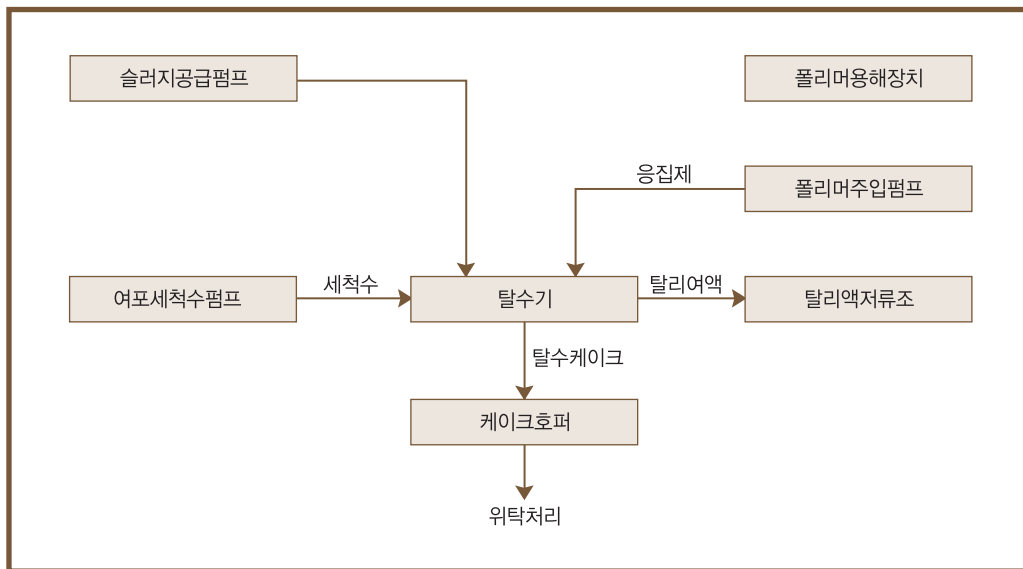 슬러지공급펌프
폴리머용해장치
응집제
폴리머주입펌프
여포세척수펌프
세척수
탈수기
탈리여액
탈리액저류조
탈수케이크
케이크호퍼
위탁처리